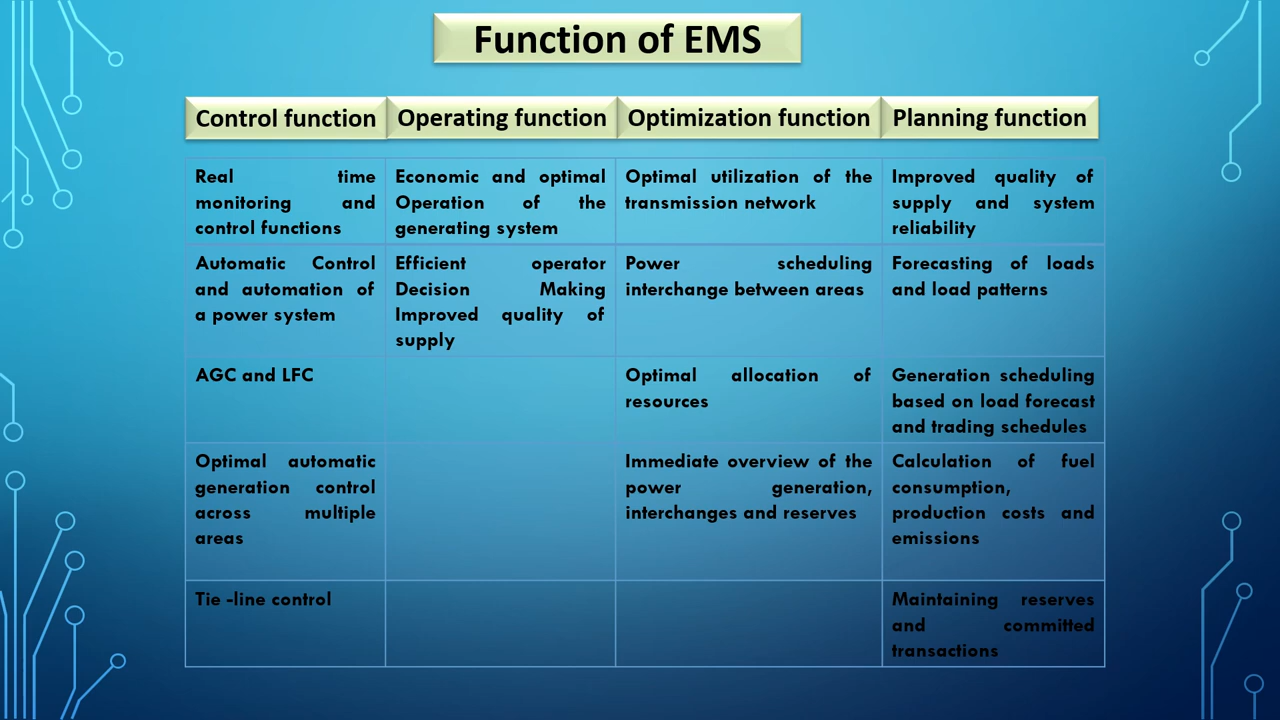 Function of EMS
Control function
Operating function
Optimization function
Planning function
Real time
monitoring and
control functions
Economic and optimal
Operation of the
generating system
Optimal utilization of the
transmission network
Improved quality of
supply and system
reliability
Automatic Control
and automation of
a power system
Efficient operator
Decision Making
Improved quality of
supply
Power scheduling
interchange between areas
Forecasting of loads
and load patterns
AGC and LFC
Optimal allocation of
resources
Generation scheduling
based on load forecast
and trading schedules
Optimal automatic
generation control
across multiple
areas
Immediate overview of the
power generation,
interchanges and reserves
Calculation of fuel
consumption,
production costs and
emissions
Tie -line control
Maintaining reserves
and committed
transactions